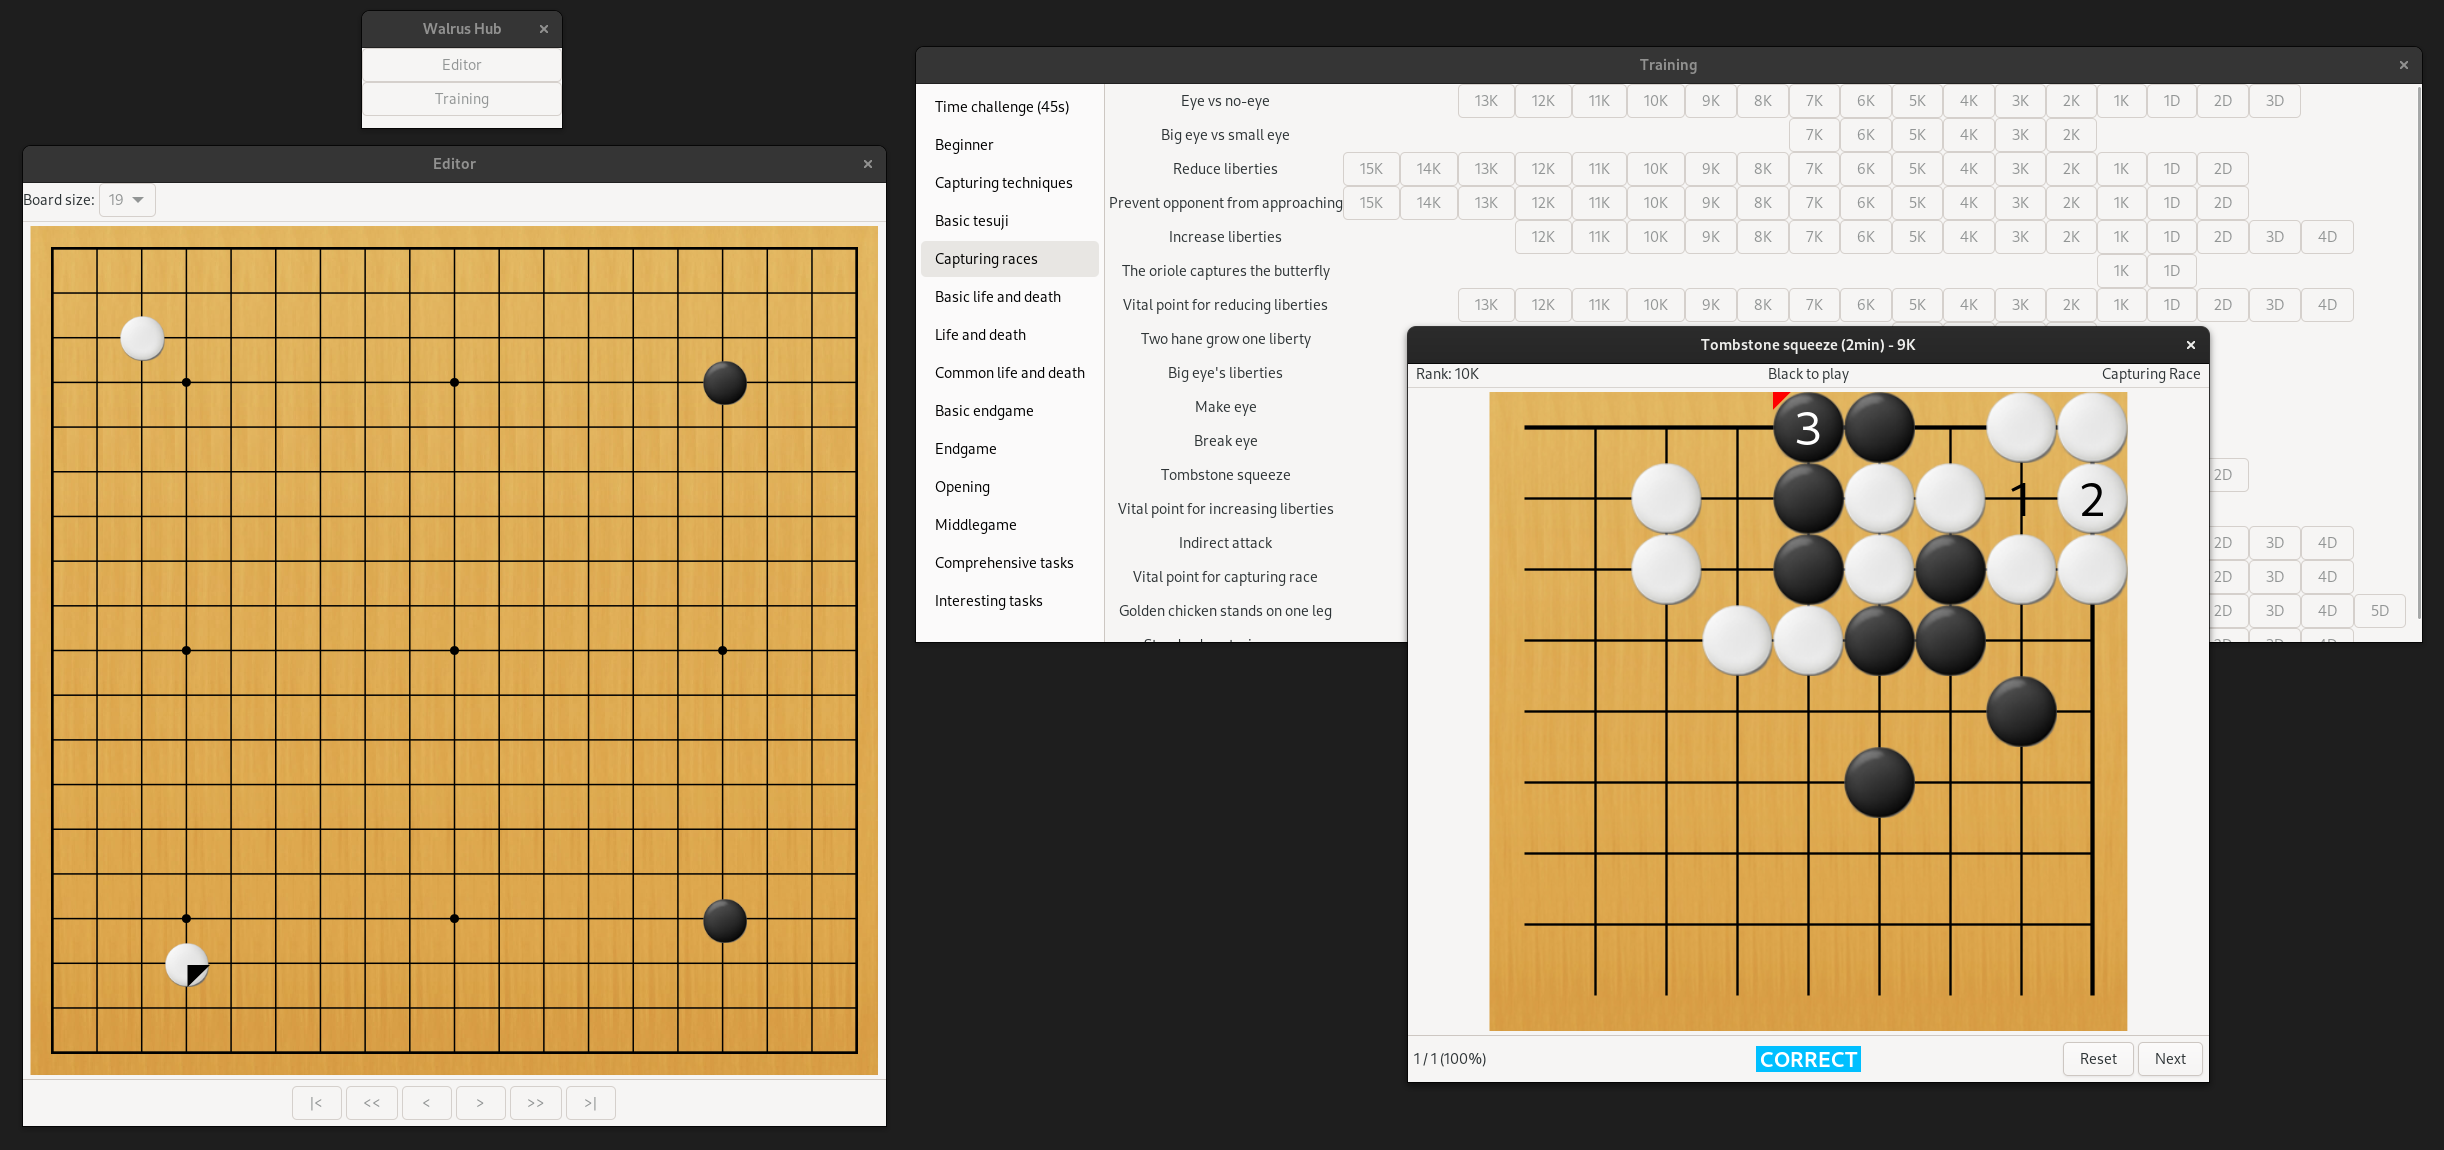 Walrus Hub
Editor
Training
Editor
Board size: 19
|< << < > >> >|
Training
Time challenge (45s)
Beginner
Capturing techniques
Basic tesuji
Capturing races
Basic life and death
Life and death
Common life and death
Basic endgame
Endgame
Opening
Middlegame
Comprehensive tasks
Interesting tasks
Eye vs no-eye 13K 12K 11K 10K 9K 8K 7K 6K 5K 4K 3K 2K 1K 1D 2D 3D
Big eye vs small eye 7K 6K 5K 4K 3K 2K
Reduce liberties 15K 14K 13K 12K 11K 10K 9K 8K 7K 6K 5K 4K 3K 2K 1K 1D 2D
Prevent opponent from approaching 15K 14K 13K 12K 11K 10K 9K 8K 7K 6K 5K 4K 3K 2K 1K 1D 2D
Increase liberties 12K 11K 10K 9K 8K 7K 6K 5K 4K 3K 2K 1K 1D 2D 3D 4D
The oriole captures the butterfly 1K 1D
Vital point for reducing liberties 13K 12K 11K 10K 9K 8K 7K 6K 5K 4K 3K 2K 1K 1D 2D 3D 4D
Two hane grow one liberty
Big eye's liberties
Make eye
Break eye
Tombstone squeeze 2D
Vital point for increasing liberties
Indirect attack 2D 3D 4D
Vital point for capturing race 2D 3D 4D
Golden chicken stands on one leg 2D 3D 4D 5D
Tombstone squeeze (2min) - 9K
Rank: 10K Black to play Capturing Race
3
1 2
1 / 1 (100%) CORRECT Reset Next